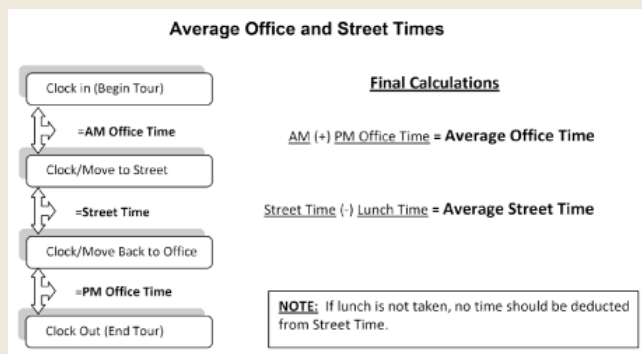 Average Office and Street Times
Clock in (Begin Tour)
=AM Office Time
Clock/Move to Street
=Street Time
Clock/Move Back to Office
=PM Office Time
Clock Out (End Tour)
Final Calculations
AM (+) PM Office Time = Average Office Time
Street Time (-) Lunch Time = Average Street Time
NOTE: If lunch is not taken, no time should be deducted
from Street Time.